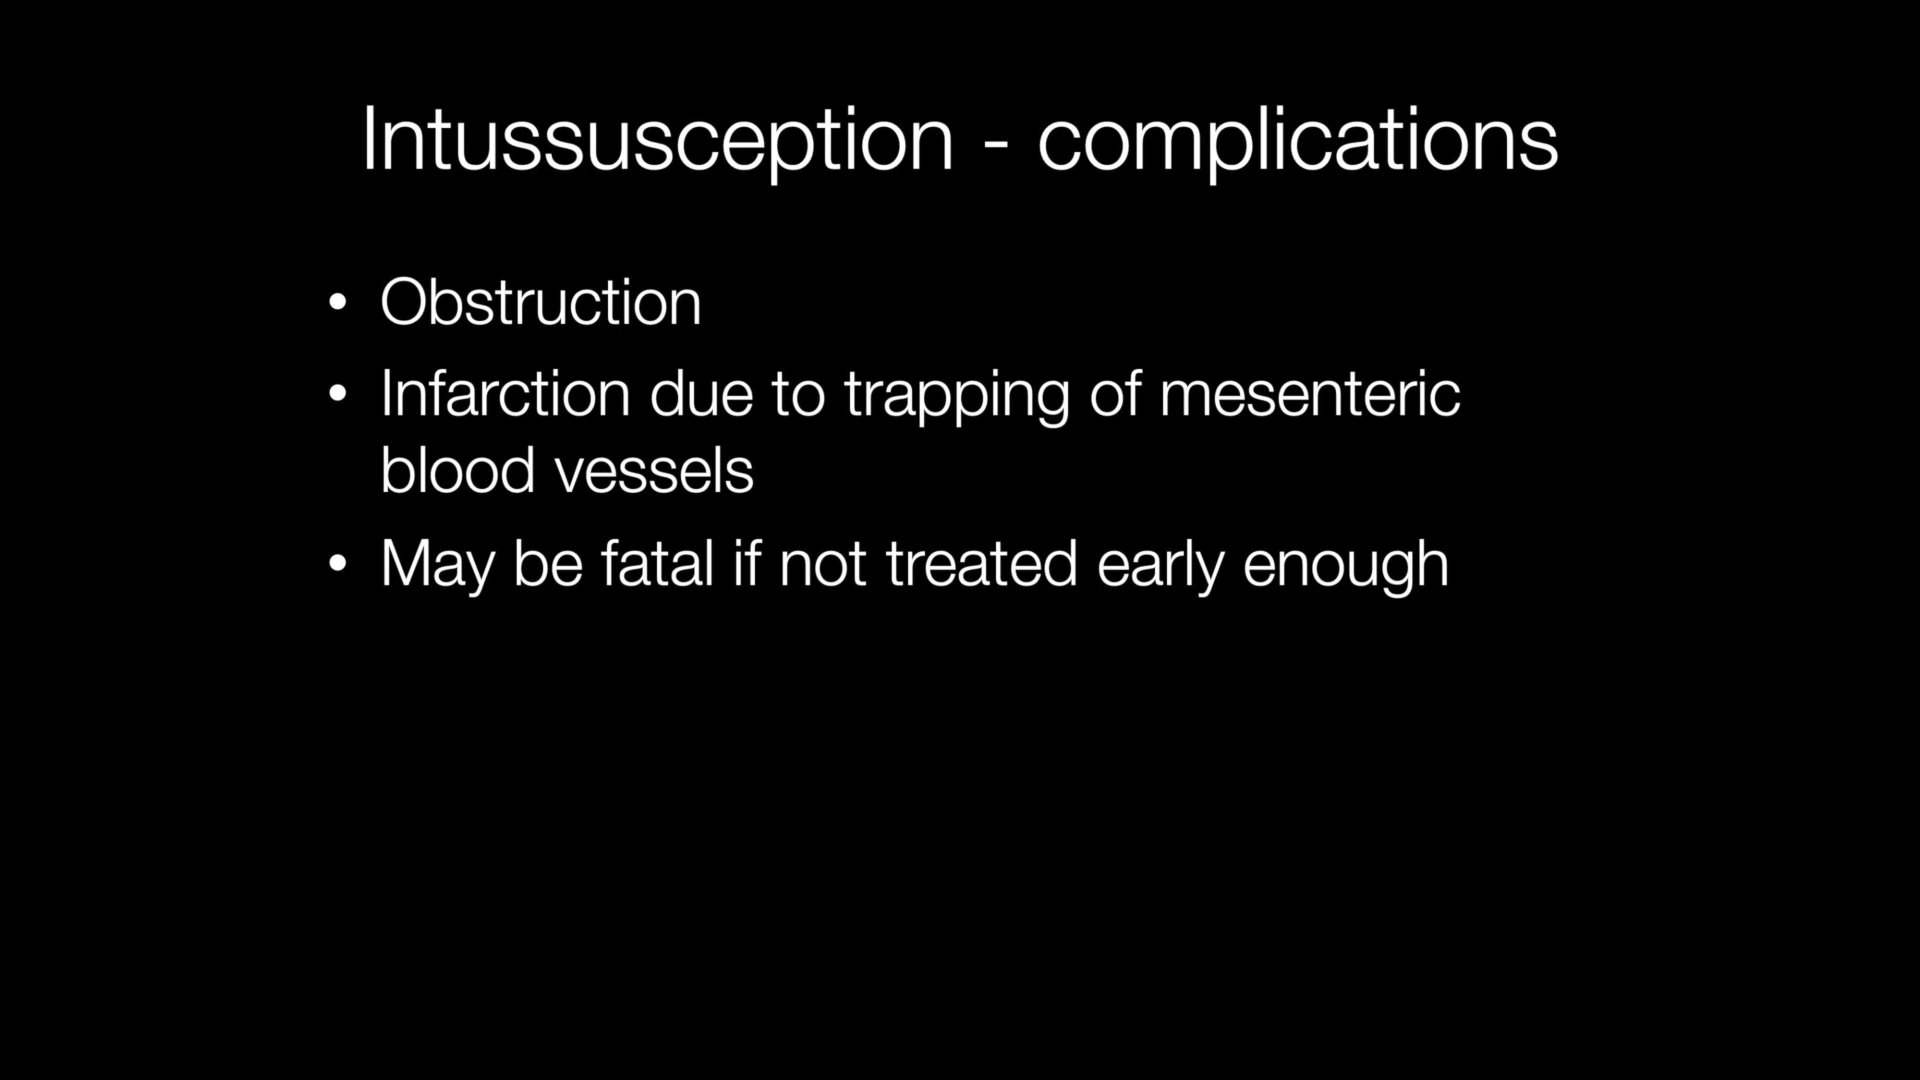 Intussusception - complications
• Obstruction
• Infarction due to trapping of mesenteric
blood vessels
• May be fatal if not treated early enough